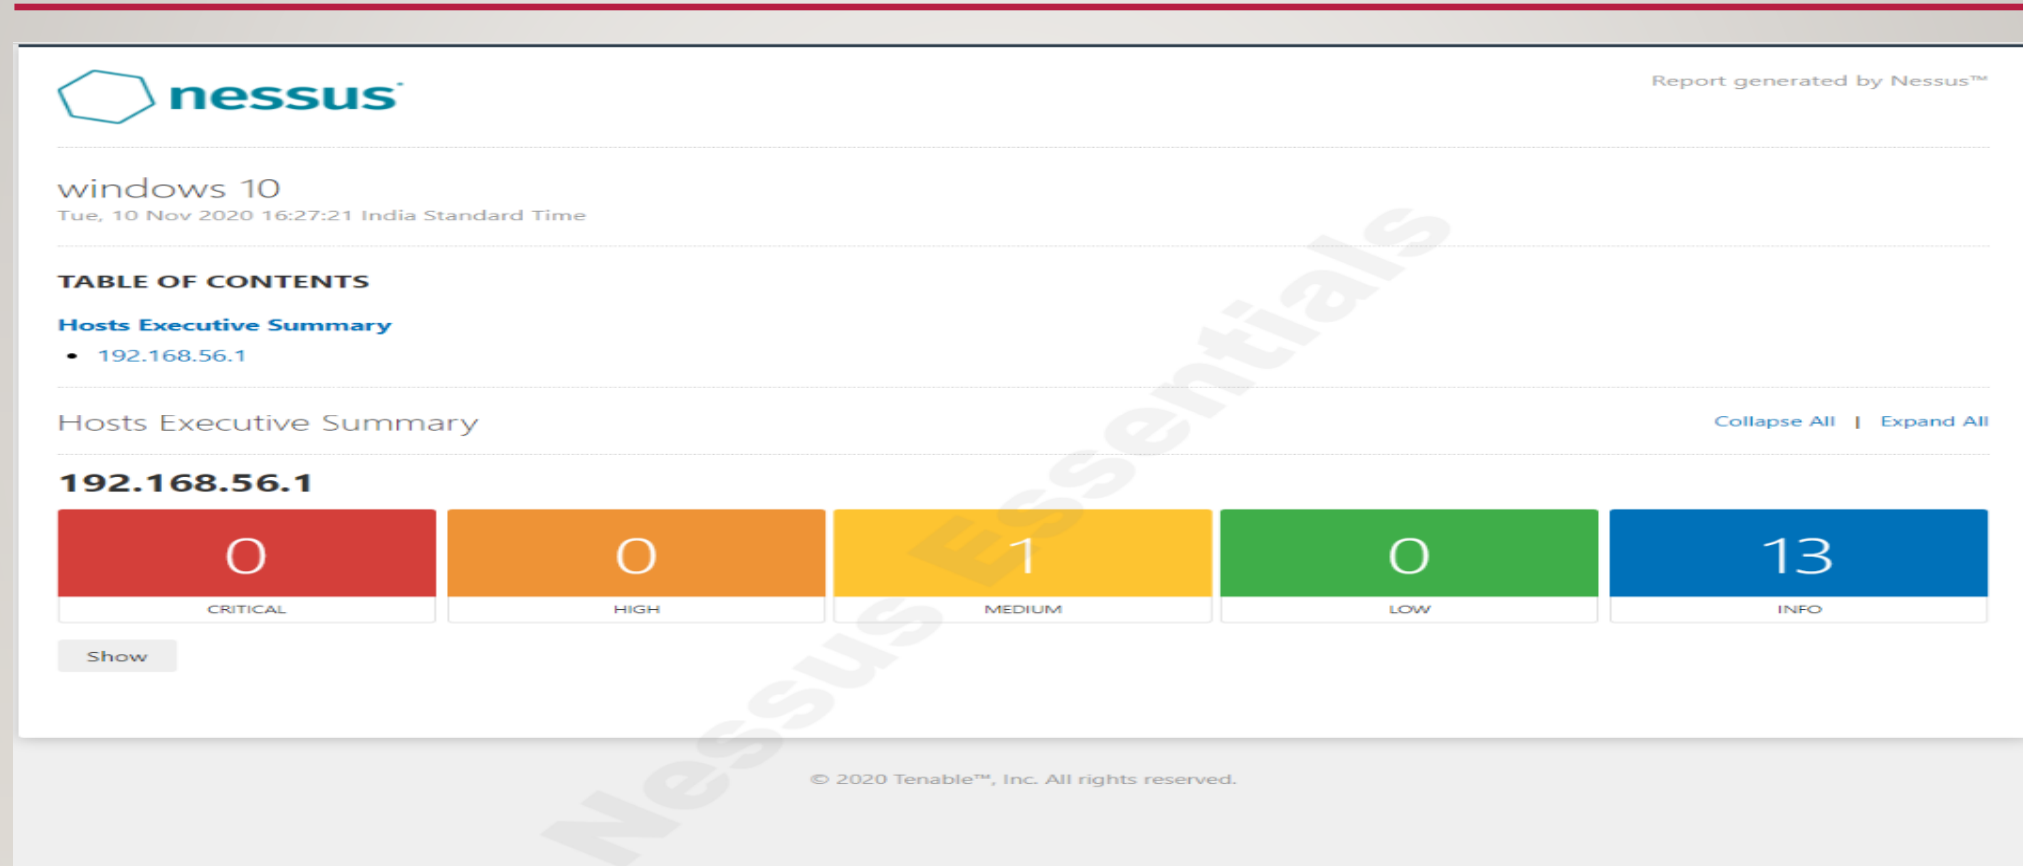 nessus
Report generated by Nessus™
windows 10
Tue, 10 Nov 2020 16:27:21 India Standard Time
TABLE OF CONTENTS
Hosts Executive Summary
• 192.168.56.1
Hosts Executive Summary
Collapse All | Expand All
192.168.56.1
0 0 1 0 13
CRITICAL HIGH MEDIUM LOW INFO
Show
Nessus Essentials
© 2020 Tenable™, Inc. All rights reserved.